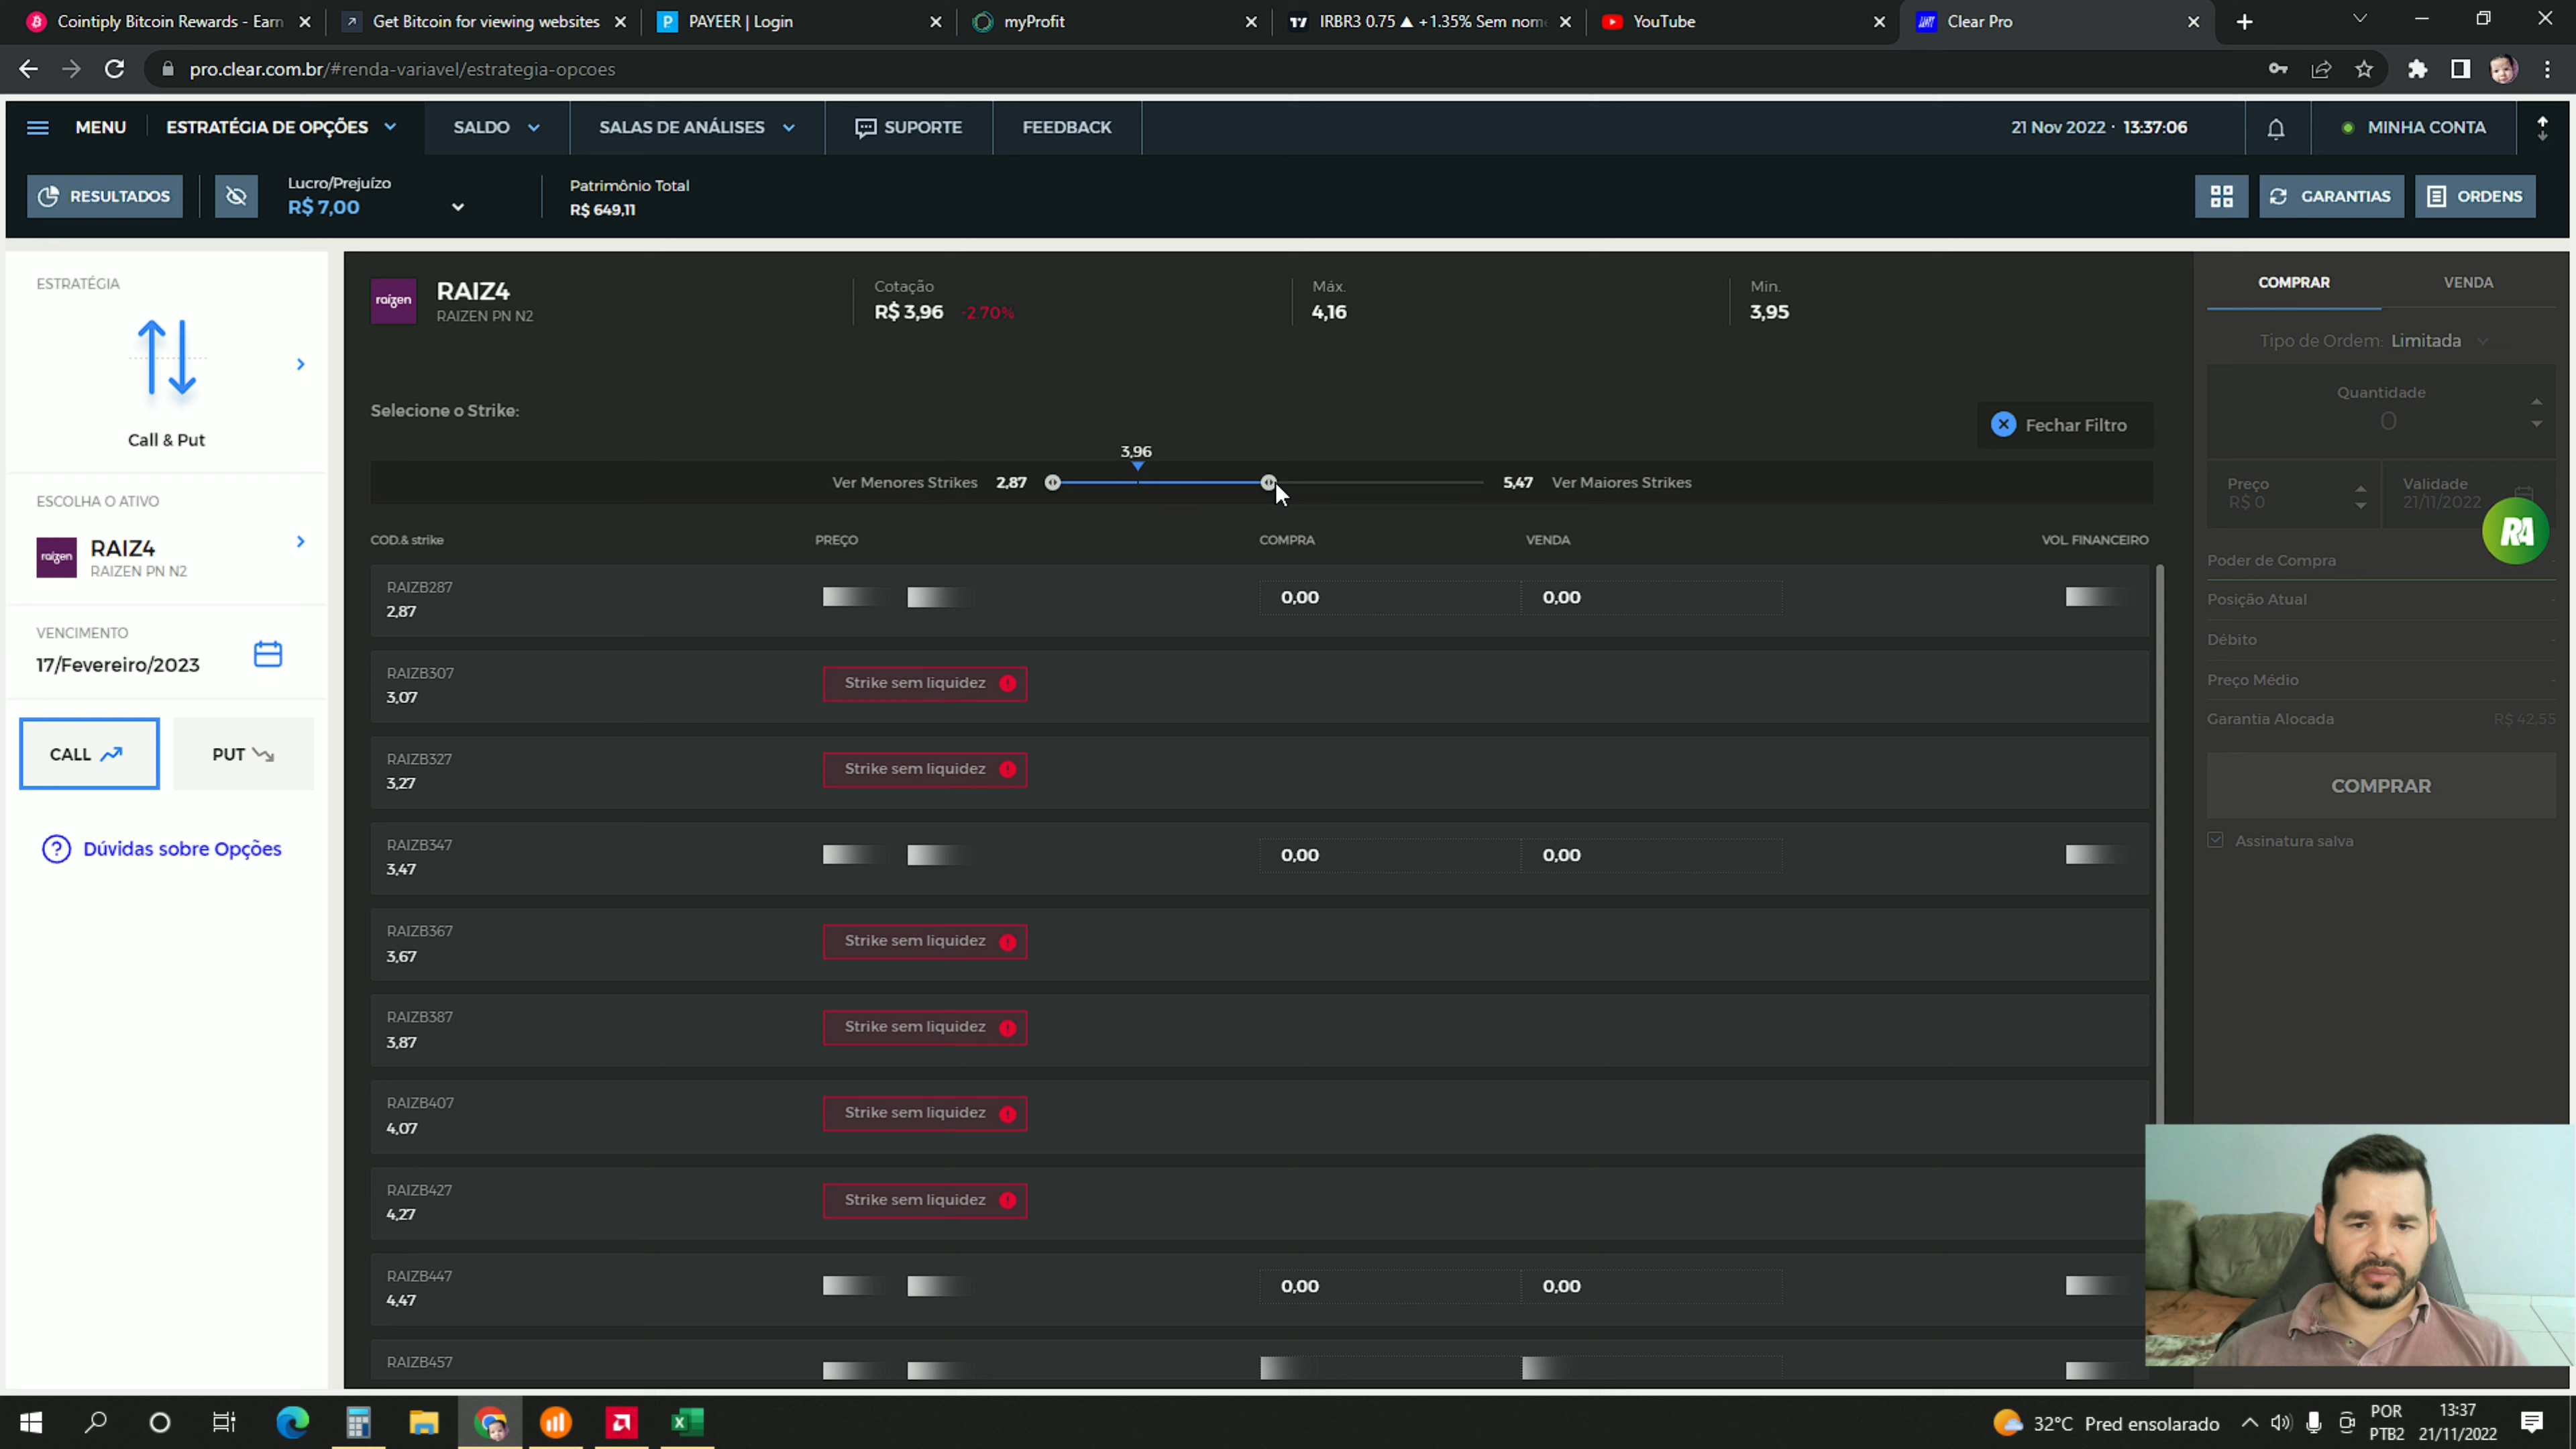 Cointiply Bitcoin Rewards - Earn
Get Bitcoin for viewing websites
PAYEER | Login
myProfit
IRBR3 0.75 ▲ +1.35% Sem nome
YouTube
Clear Pro
pro.clear.com.br/#renda-variavel/estrategia-opcoes
MENU
ESTRATÉGIA DE OPÇÕES
SALDO
SALAS DE ANÁLISES
SUPORTE
FEEDBACK
21 Nov 2022 · 13:37:06
MINHA CONTA
RESULTADOS
Lucro/Prejuízo
R$ 7,00
Patrimônio Total
R$ 649,11
GARANTIAS
ORDENS
ESTRATÉGIA
Call & Put
ESCOLHA O ATIVO
raízen
RAIZ4
RAIZEN PN N2
VENCIMENTO
17/Fevereiro/2023
CALL
PUT
Dúvidas sobre Opções
raízen
RAIZ4
RAIZEN PN N2
Cotação
R$ 3,96 -2.70%
Máx.
4,16
Min.
3,95
Selecione o Strike:
Fechar Filtro
3,96
Ver Menores Strikes 2,87
5,47 Ver Maiores Strikes
COD.& strike PREÇO COMPRA VENDA VOL. FINANCEIRO
RAIZB287
2,87
0,00 0,00
RAIZB307
3,07
Strike sem liquidez
RAIZB327
3,27
Strike sem liquidez
RAIZB347
3,47
0,00 0,00
RAIZB367
3,67
Strike sem liquidez
RAIZB387
3,87
Strike sem liquidez
RAIZB407
4,07
Strike sem liquidez
RAIZB427
4,27
Strike sem liquidez
RAIZB447
4,47
0,00 0,00
RAIZB457
COMPRAR
VENDA
Tipo de Ordem: Limitada
Quantidade
0
Preço
R$ 0
Validade
21/11/2022
RA
Poder de Compra -
Posição Atual -
Débito -
Preço Médio -
Garantia Alocada R$ 42,55
COMPRAR
Assinatura salva
32°C Pred ensolarado
POR
PTB2
13:37
21/11/2022